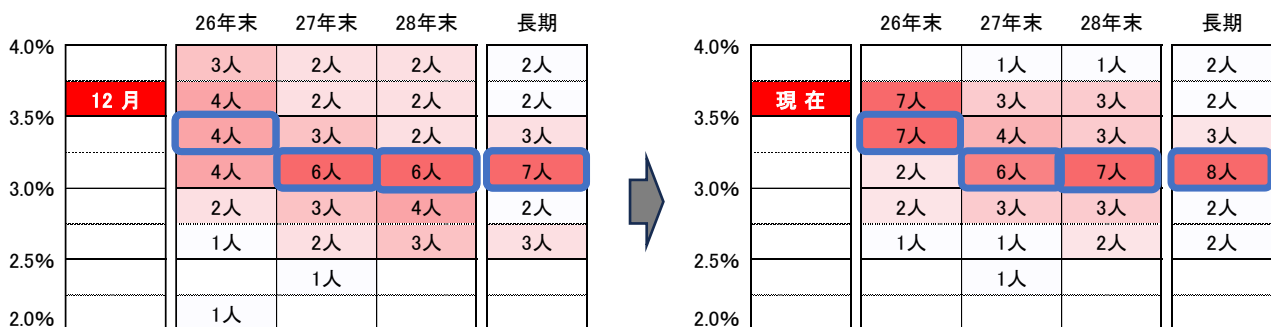 26年末 27年末 28年末 長期 26年末 27年末 28年末 長期
4.0% 4.0%
3人 2人 2人 2人 1人 1人 2人
12 月 4人 2人 2人 2人 現 在 7人 3人 3人 2人
3.5% 3.5%
4人 3人 2人 3人 7人 4人 3人 3人
4人 6人 6人 7人 2人 6人 7人 8人
3.0% 3.0%
2人 3人 4人 2人 2人 3人 3人 2人
1人 2人 3人 3人 1人 1人 2人 2人
2.5% 2.5%
1人 1人
2.0% 1人 2.0%